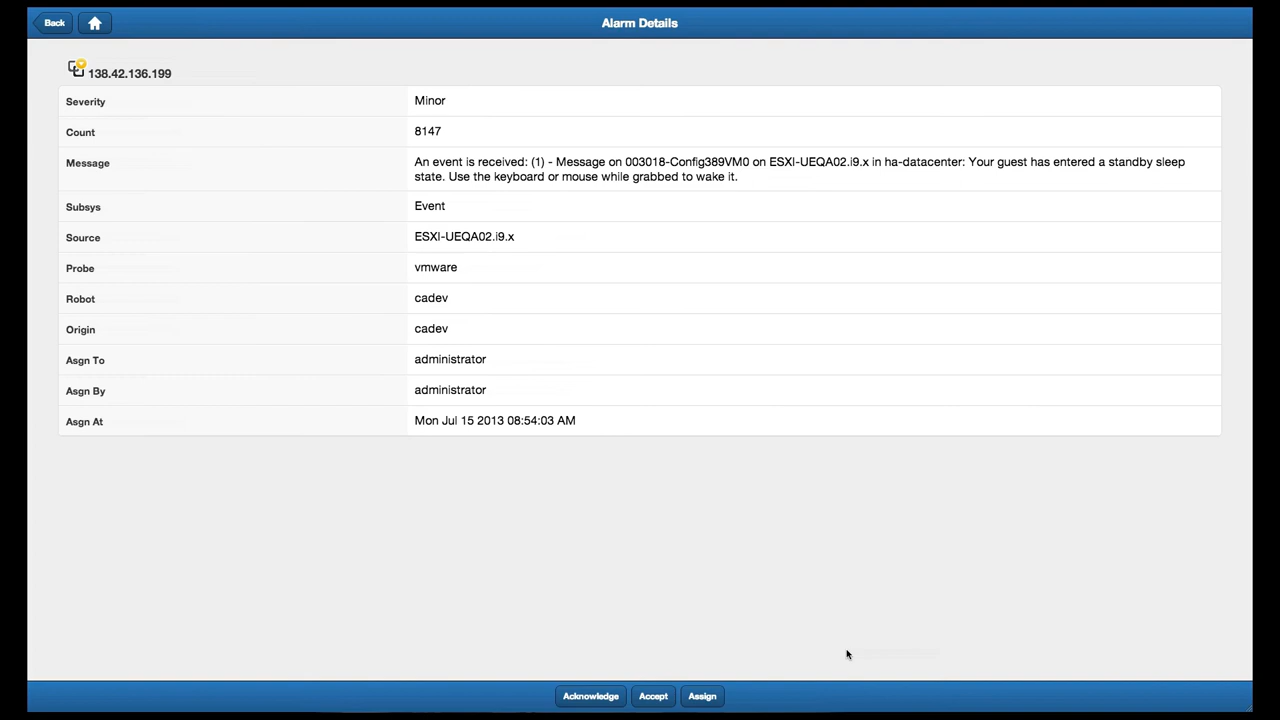 Back
Alarm Details
138.42.136.199
Severity Minor
Count 8147
Message An event is received: (1) - Message on 003018-Config389VM0 on ESXI-UEQA02.i9.x in ha-datacenter: Your guest has entered a standby sleep
state. Use the keyboard or mouse while grabbed to wake it.
Subsys Event
Source ESXI-UEQA02.i9.x
Probe vmware
Robot cadev
Origin cadev
Asgn To administrator
Asgn By administrator
Asgn At Mon Jul 15 2013 08:54:03 AM
Acknowledge Accept Assign